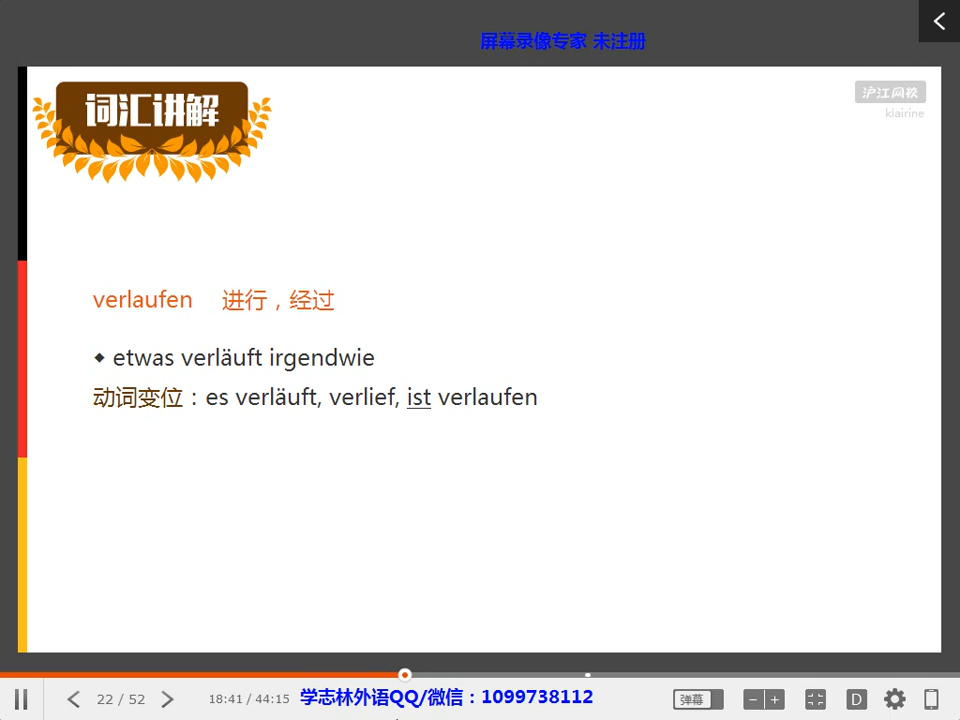 屏幕录像专家 未注册
词汇讲解
沪江网校
klairine
verlaufen 进行，经过
◆ etwas verläuft irgendwie
动词变位：es verläuft, verlief, ist verlaufen
22 / 52
18:41 / 44:15
学志林外语QQ/微信：1099738112
弹幕
D